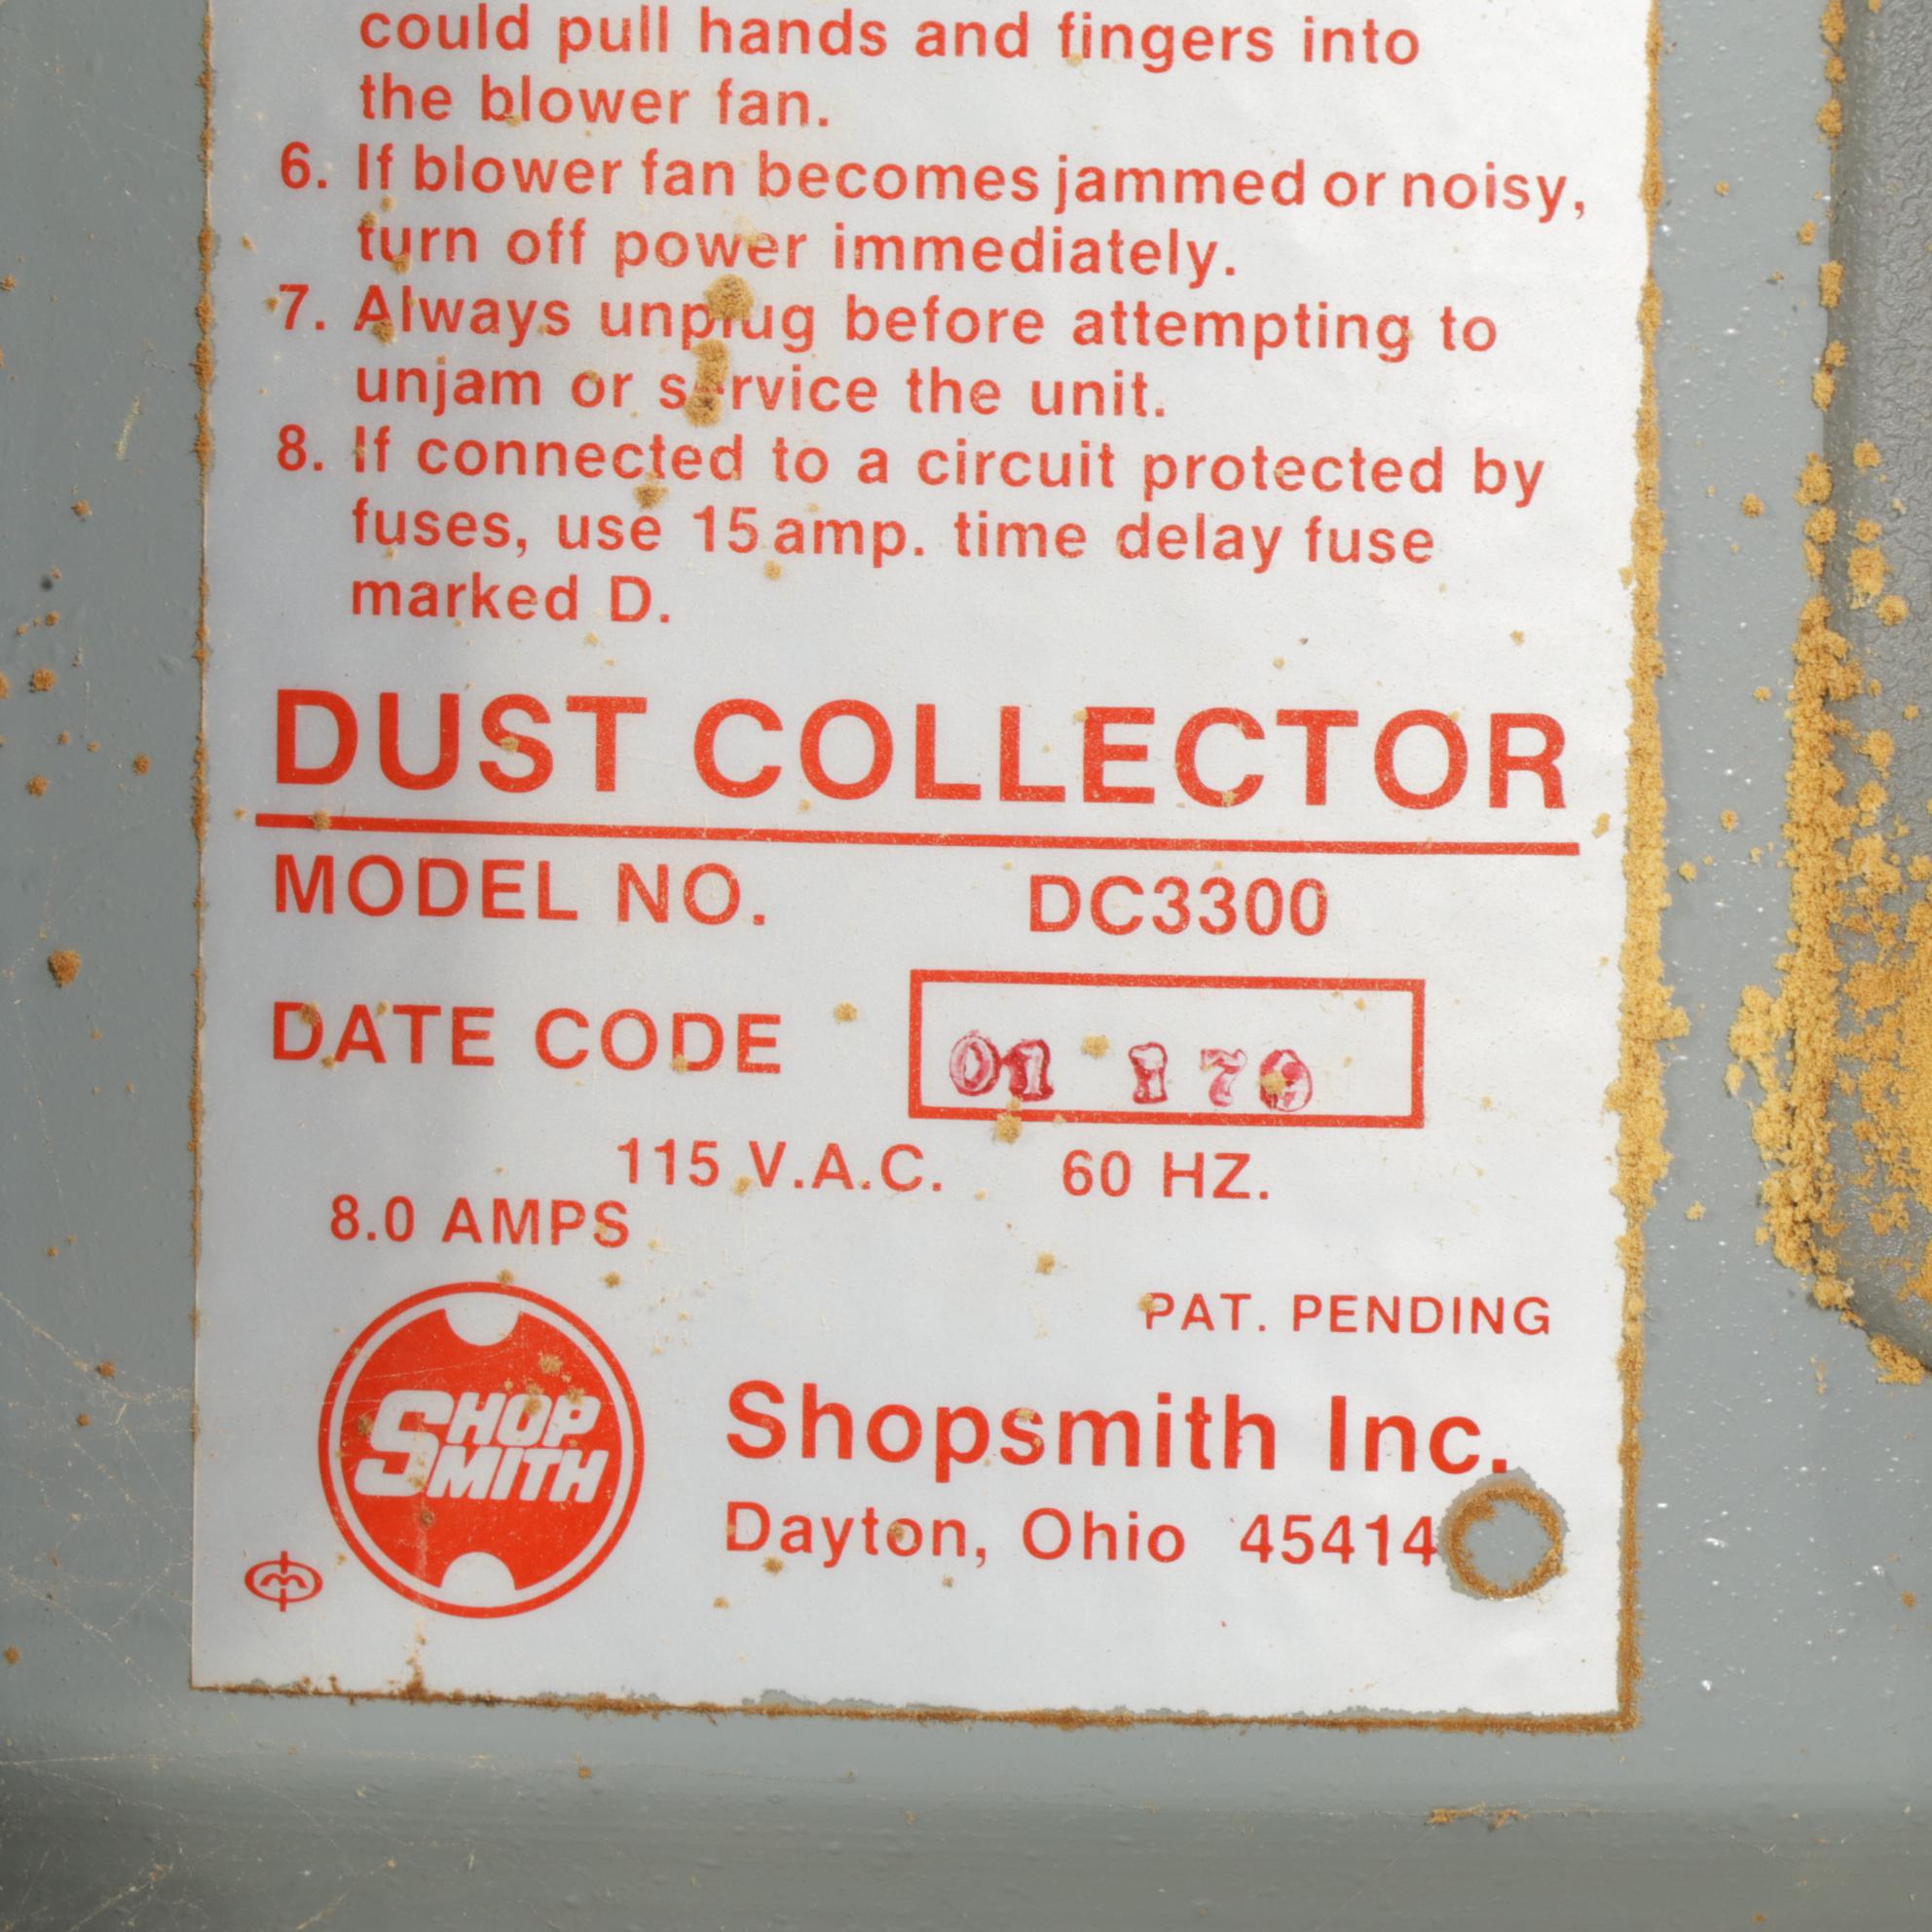 could pull hands and fingers into
the blower fan.
6. If blower fan becomes jammed or noisy,
turn off power immediately.
7. Always unplug before attempting to
unjam or service the unit.
8. If connected to a circuit protected by
fuses, use 15 amp. time delay fuse
marked D.
DUST COLLECTOR
MODEL NO. DC3300
DATE CODE 01 179
115 V.A.C. 60 HZ.
8.0 AMPS
PAT. PENDING
SHOP
SMITH
Shopsmith Inc.
Dayton, Ohio 45414